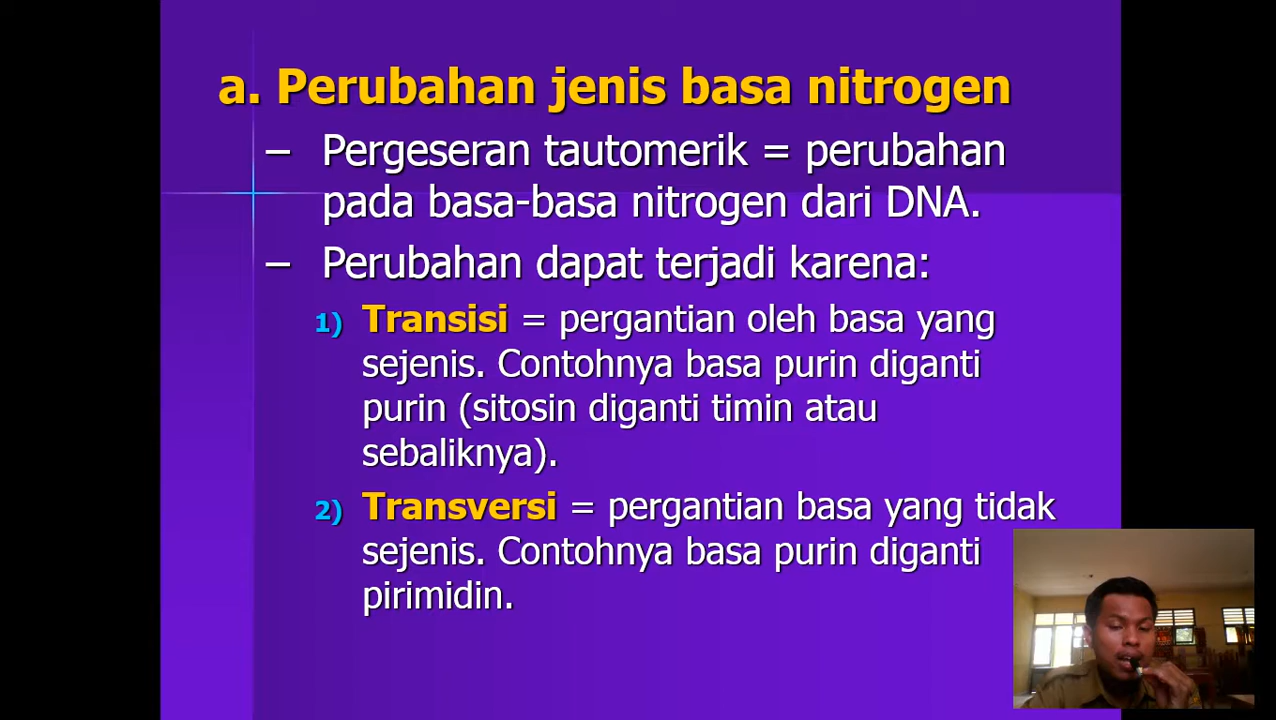 a. Perubahan jenis basa nitrogen
– Pergeseran tautomerik = perubahan
pada basa-basa nitrogen dari DNA.
– Perubahan dapat terjadi karena:
1) Transisi = pergantian oleh basa yang
sejenis. Contohnya basa purin diganti
purin (sitosin diganti timin atau
sebaliknya).
2) Transversi = pergantian basa yang tidak
sejenis. Contohnya basa purin diganti
pirimidin.